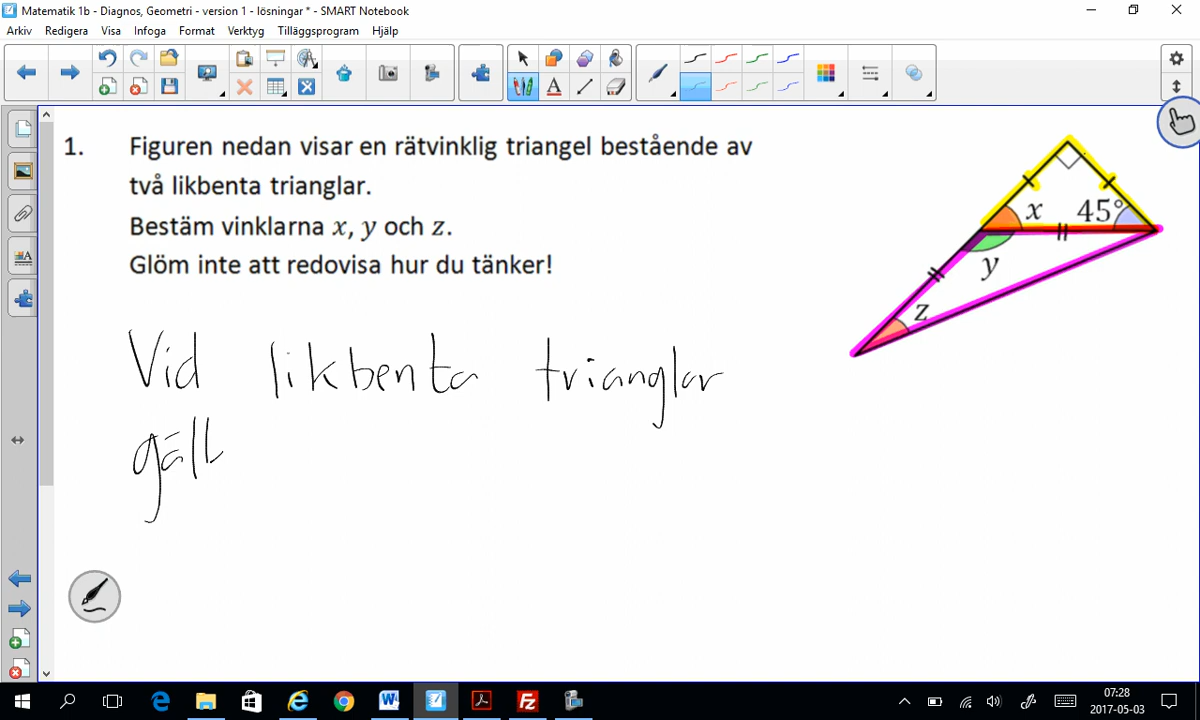 Matematik 1b - Diagnos, Geometri - version 1 - lösningar * - SMART Notebook
Arkiv Redigera Visa Infoga Format Verktyg Tilläggsprogram Hjälp
1. Figuren nedan visar en rätvinklig triangel bestående av
två likbenta trianglar.
Bestäm vinklarna x, y och z.
Glöm inte att redovisa hur du tänker!
x 45°
y
z
Vid likbenta trianglar
gäll
07:28
2017-05-03